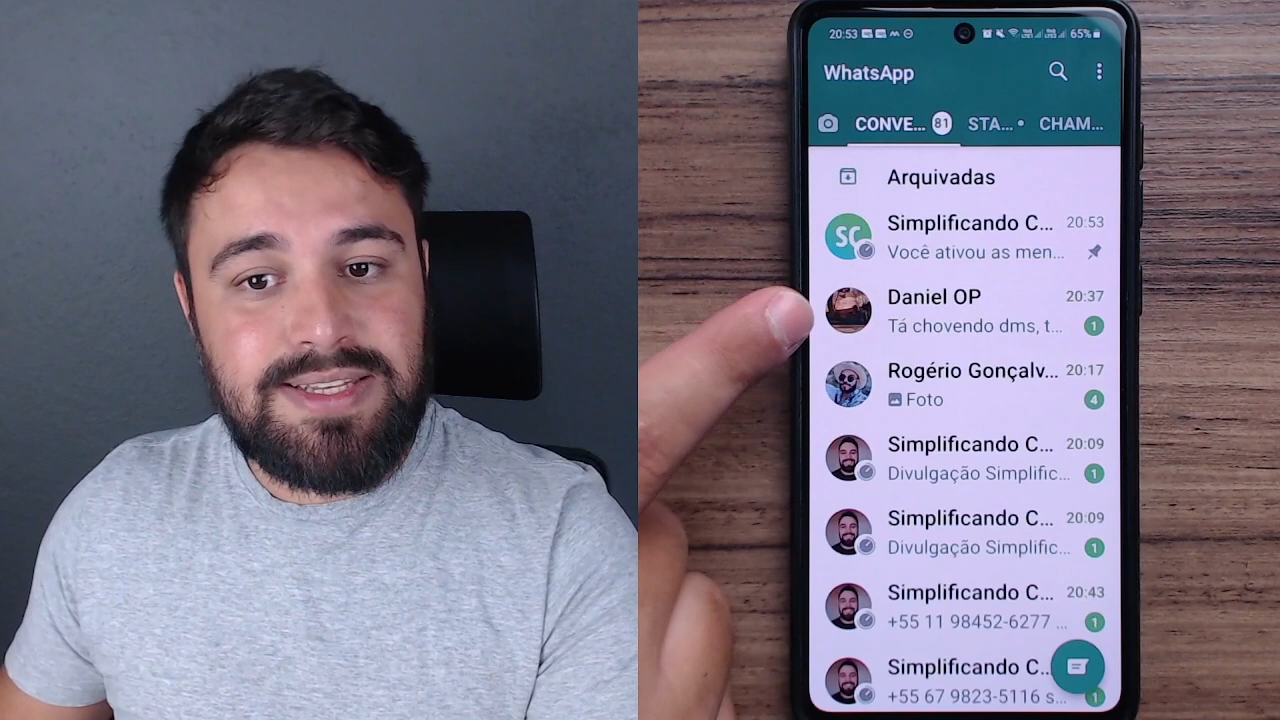 20:53
65%
WhatsApp
CONVE... 81 STA... CHAM...
Arquivadas
SC
Simplificando C... 20:53
Você ativou as men...
Daniel OP 20:37
Tá chovendo dms, t... 1
Rogério Gonçalv... 20:17
Foto 4
Simplificando C... 20:09
Divulgação Simplific... 1
Simplificando C... 20:09
Divulgação Simplific... 1
Simplificando C... 20:43
+55 11 98452-6277 ... 1
Simplificando C...
+55 67 9823-5116 s... 1